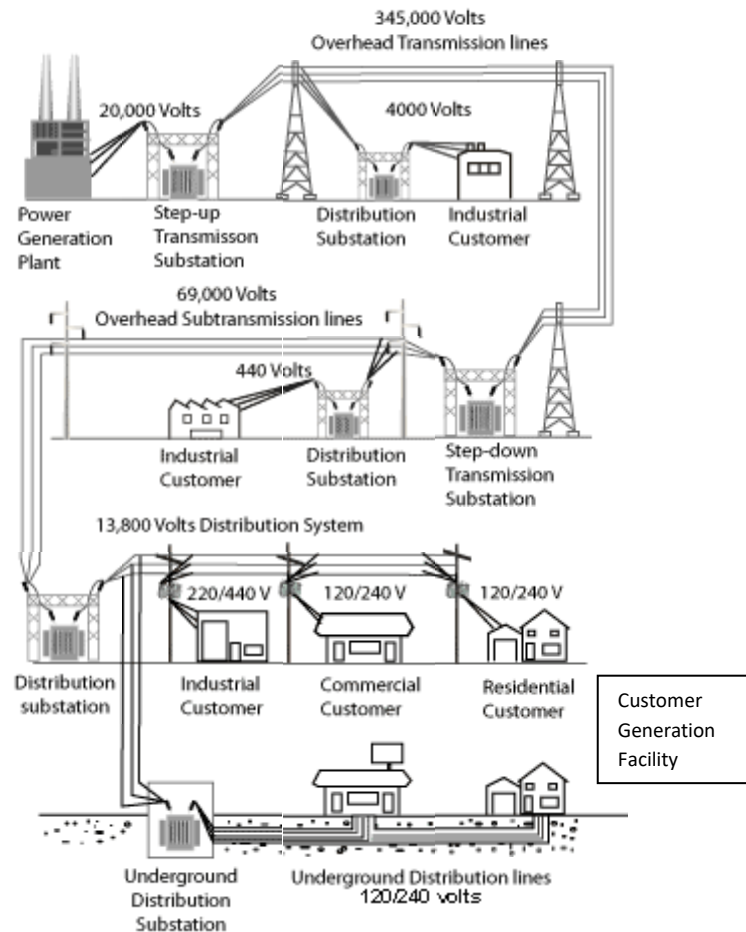 345,000 Volts
Overhead Transmission lines
20,000 Volts
4000 Volts
Power
Generation
Plant
Step-up
Transmisson
Substation
Distribution
Substation
Industrial
Customer
69,000 Volts
Overhead Subtransmission lines
440 Volts
Industrial
Customer
Distribution
Substation
Step-down
Transmission
Substation
13,800 Volts Distribution System
220/440 V
120/240 V
120/240 V
Distribution
substation
Industrial
Customer
Commercial
Customer
Residential
Customer
Customer
Generation
Facility
Underground
Distribution
Substation
Underground Distribution lines
120/240 volts